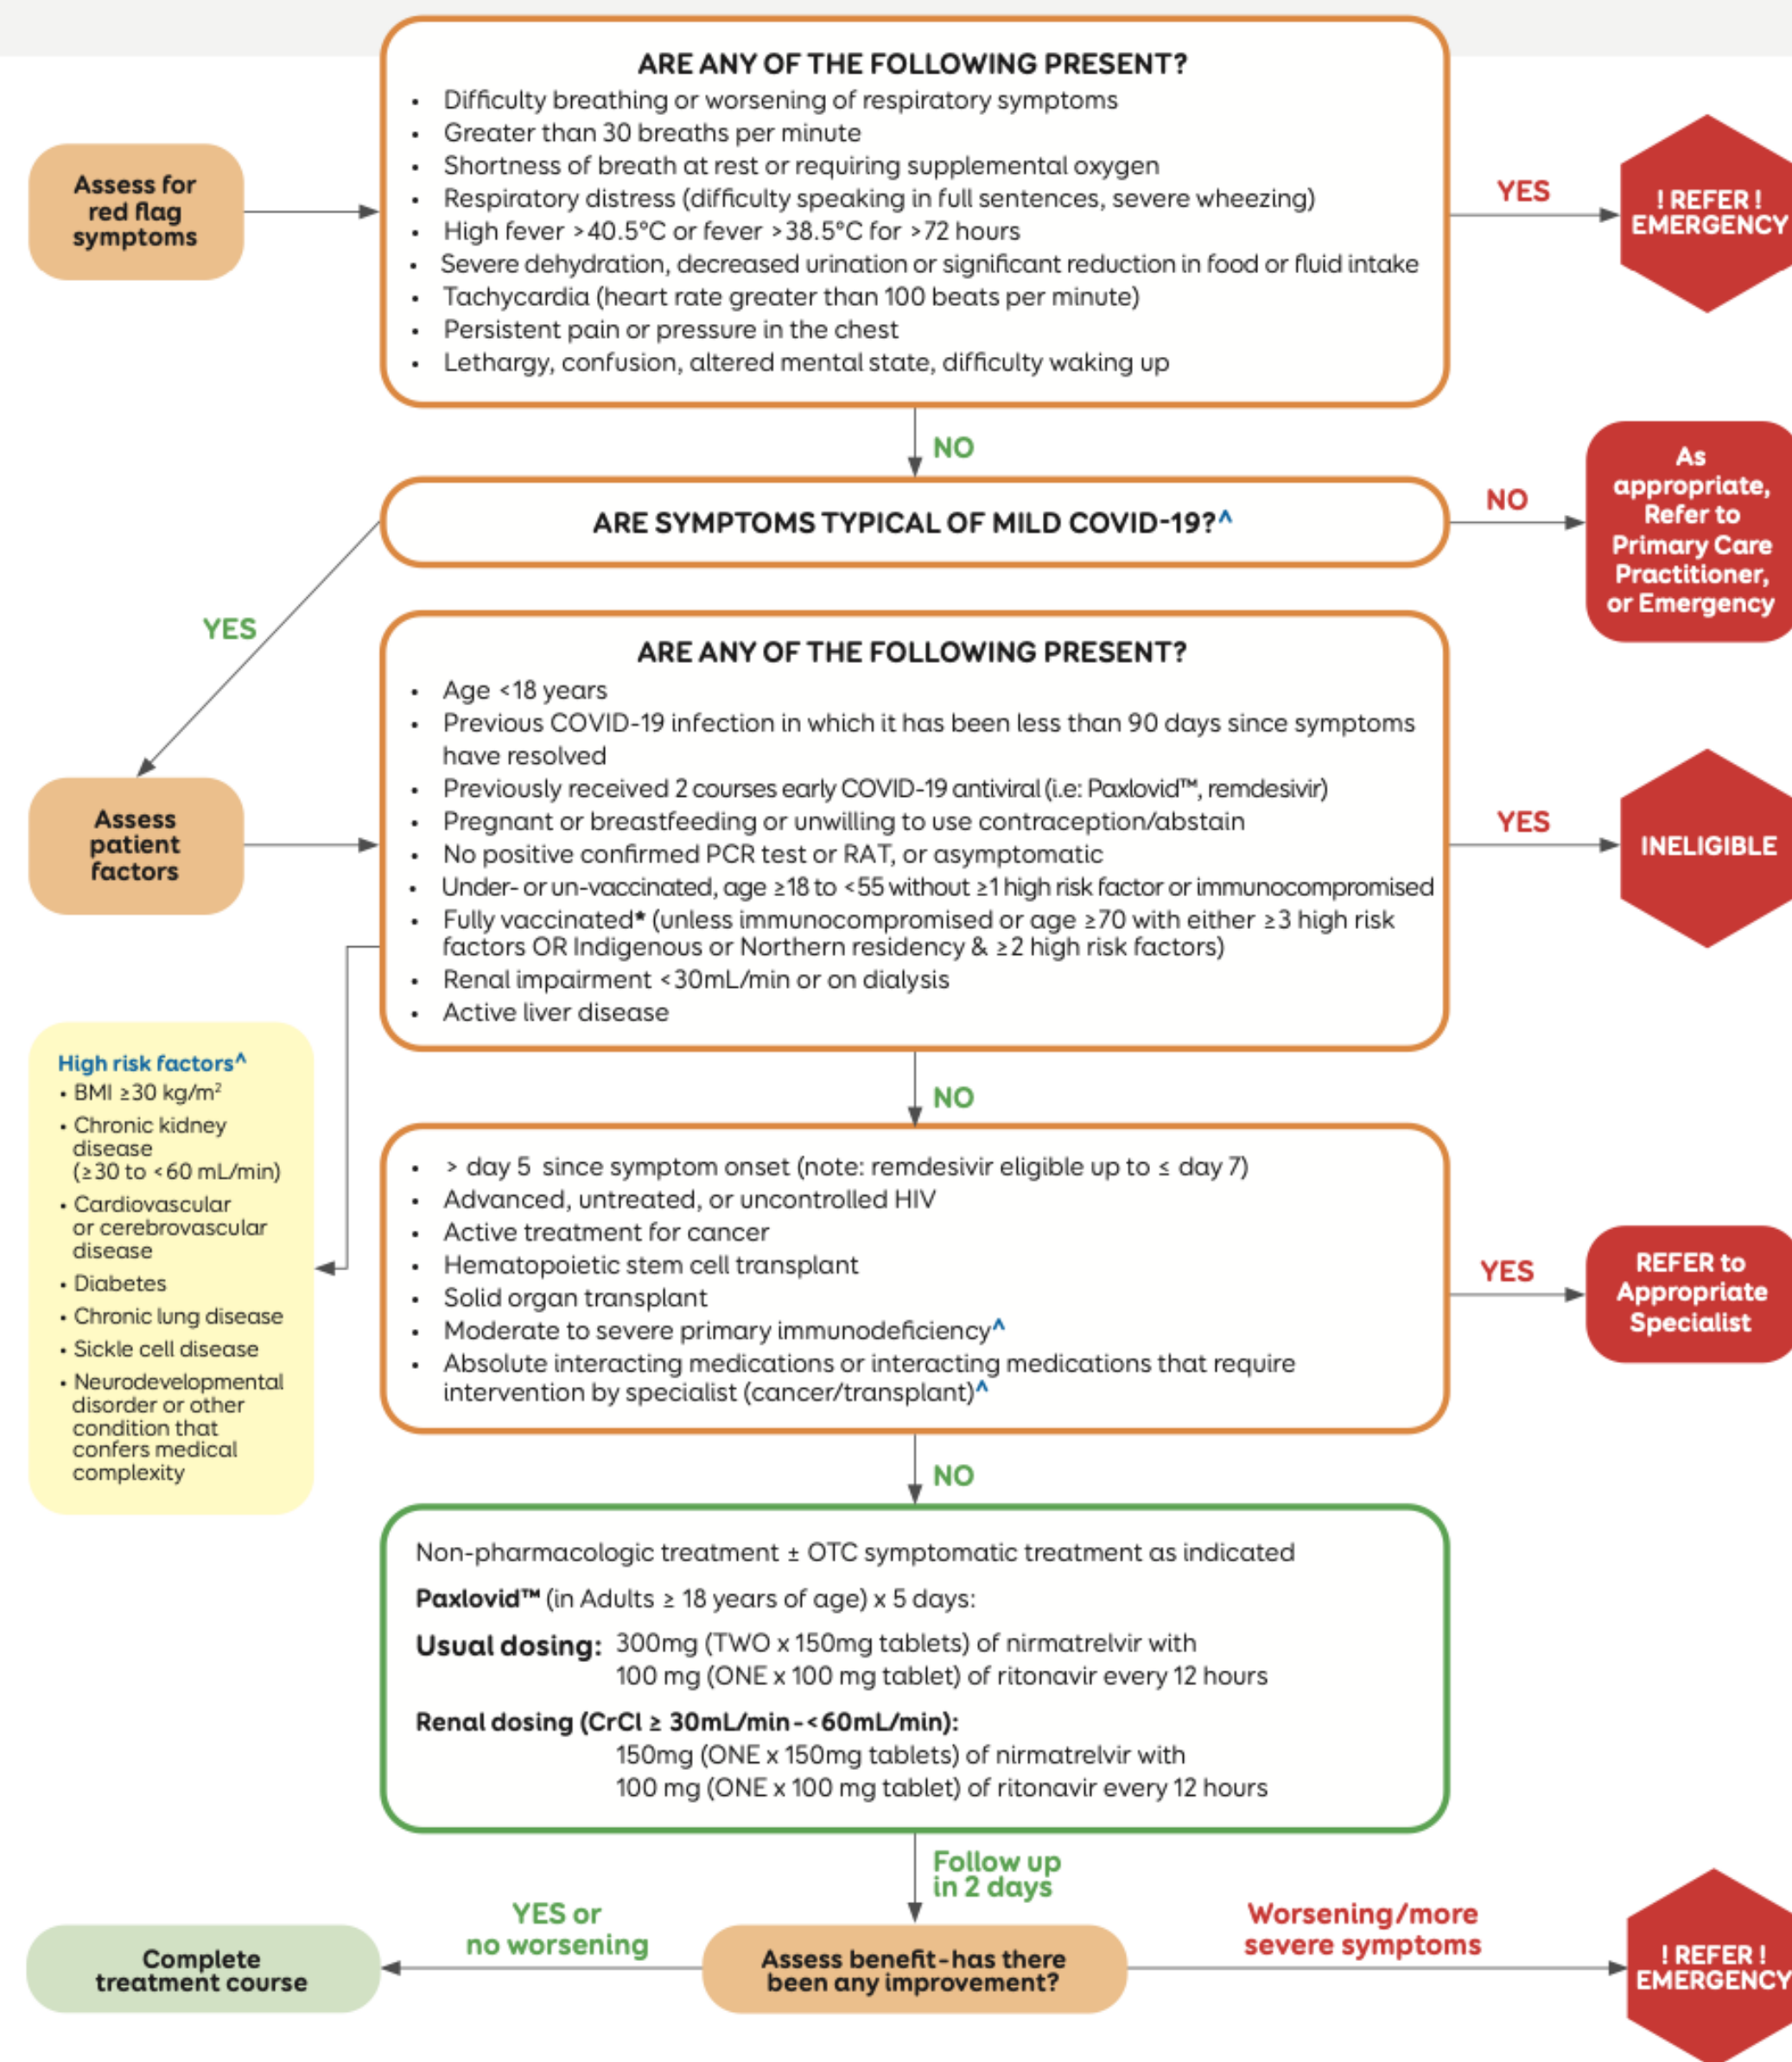 ARE ANY OF THE FOLLOWING PRESENT?
• Difficulty breathing or worsening of respiratory symptoms
• Greater than 30 breaths per minute
• Shortness of breath at rest or requiring supplemental oxygen
• Respiratory distress (difficulty speaking in full sentences, severe wheezing)
• High fever >40.5°C or fever >38.5°C for >72 hours
• Severe dehydration, decreased urination or significant reduction in food or fluid intake
• Tachycardia (heart rate greater than 100 beats per minute)
• Persistent pain or pressure in the chest
• Lethargy, confusion, altered mental state, difficulty waking up
Assess for
red flag
symptoms
YES
! REFER !
EMERGENCY
NO
ARE SYMPTOMS TYPICAL OF MILD COVID-19?^
NO
As
appropriate,
Refer to
Primary Care
Practitioner,
or Emergency
YES
Assess
patient
factors
ARE ANY OF THE FOLLOWING PRESENT?
• Age <18 years
• Previous COVID-19 infection in which it has been less than 90 days since symptoms
have resolved
• Previously received 2 courses early COVID-19 antiviral (i.e: Paxlovid™, remdesivir)
• Pregnant or breastfeeding or unwilling to use contraception/abstain
• No positive confirmed PCR test or RAT, or asymptomatic
• Under- or un-vaccinated, age ≥18 to <55 without ≥1 high risk factor or immunocompromised
• Fully vaccinated* (unless immunocompromised or age ≥70 with either ≥3 high risk
factors OR Indigenous or Northern residency & ≥2 high risk factors)
• Renal impairment <30mL/min or on dialysis
• Active liver disease
YES
INELIGIBLE
High risk factors^
• BMI ≥30 kg/m²
• Chronic kidney
disease
(≥30 to <60 mL/min)
• Cardiovascular
or cerebrovascular
disease
• Diabetes
• Chronic lung disease
• Sickle cell disease
• Neurodevelopmental
disorder or other
condition that
confers medical
complexity
NO
• > day 5 since symptom onset (note: remdesivir eligible up to ≤ day 7)
• Advanced, untreated, or uncontrolled HIV
• Active treatment for cancer
• Hematopoietic stem cell transplant
• Solid organ transplant
• Moderate to severe primary immunodeficiency^
• Absolute interacting medications or interacting medications that require
intervention by specialist (cancer/transplant)^
YES
REFER to
Appropriate
Specialist
NO
Non-pharmacologic treatment ± OTC symptomatic treatment as indicated
Paxlovid™ (in Adults ≥ 18 years of age) x 5 days:
Usual dosing: 300mg (TWO x 150mg tablets) of nirmatrelvir with
100 mg (ONE x 100 mg tablet) of ritonavir every 12 hours
Renal dosing (CrCl ≥ 30mL/min-<60mL/min):
150mg (ONE x 150mg tablets) of nirmatrelvir with
100 mg (ONE x 100 mg tablet) of ritonavir every 12 hours
Follow up
in 2 days
Assess benefit-has there
been any improvement?
YES or
no worsening
Complete
treatment course
Worsening/more
severe symptoms
! REFER !
EMERGENCY